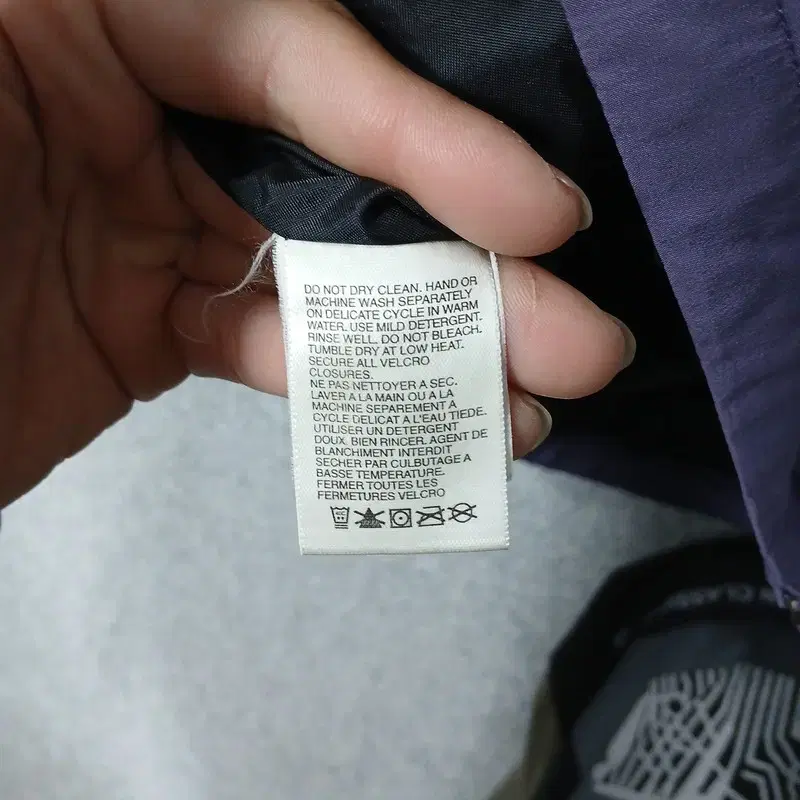 DO NOT DRY CLEAN. HAND OR
MACHINE WASH SEPARATELY
ON DELICATE CYCLE IN WARM
WATER. USE MILD DETERGENT.
RINSE WELL. DO NOT BLEACH.
TUMBLE DRY AT LOW HEAT.
SECURE ALL VELCRO
CLOSURES.
NE PAS NETTOYER A SEC.
LAVER A LA MAIN OU A LA
MACHINE SEPAREMENT A
CYCLE DELICAT A L'EAU TIEDE.
UTILISER UN DETERGENT
DOUX. BIEN RINCER. AGENT DE
BLANCHIMENT INTERDIT
SECHER PAR CULBUTAGE A
BASSE TEMPERATURE.
FERMER TOUTES LES
FERMETURES VELCRO